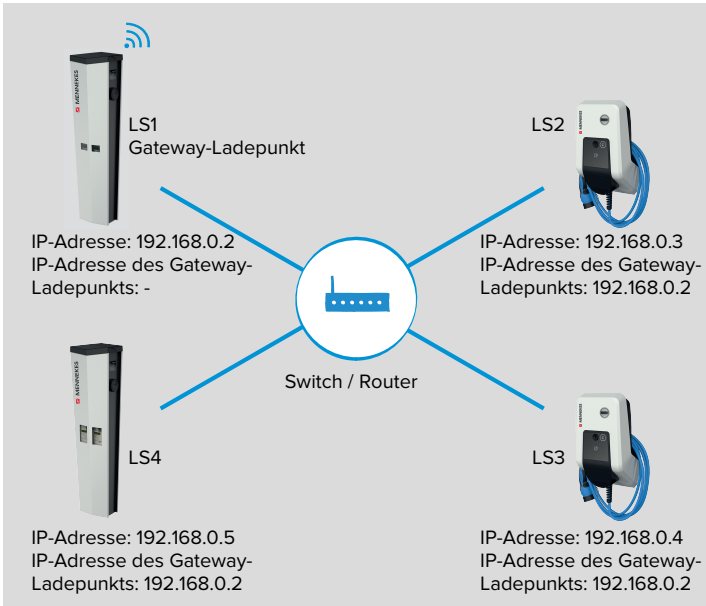 MENNEKES
LS1
Gateway-Ladepunkt
IP-Adresse: 192.168.0.2
IP-Adresse des Gateway-
Ladepunkts: -
LS2
IP-Adresse: 192.168.0.3
IP-Adresse des Gateway-
Ladepunkts: 192.168.0.2
Switch / Router
MENNEKES
LS4
IP-Adresse: 192.168.0.5
IP-Adresse des Gateway-
Ladepunkts: 192.168.0.2
LS3
IP-Adresse: 192.168.0.4
IP-Adresse des Gateway-
Ladepunkts: 192.168.0.2